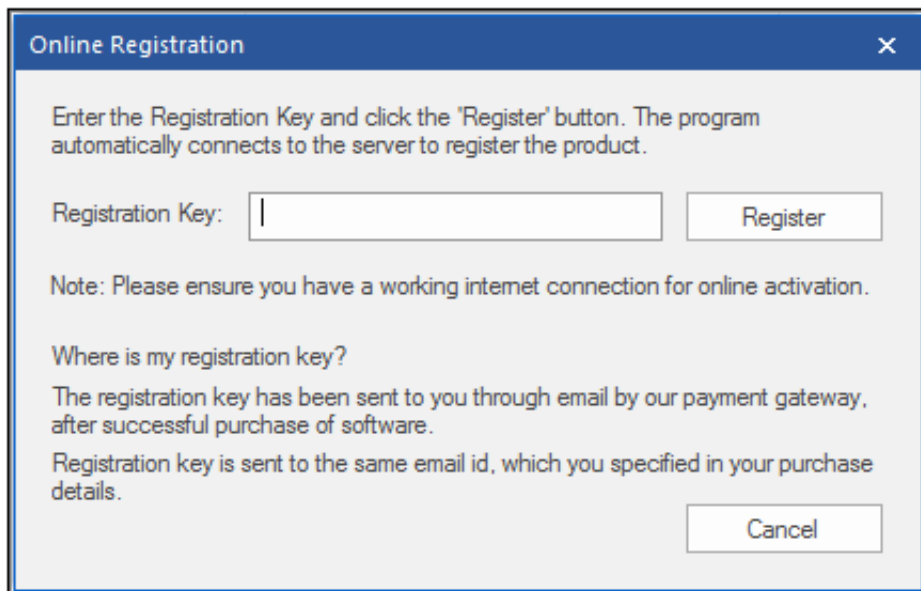 Online Registration
Enter the Registration Key and click the 'Register' button. The program
automatically connects to the server to register the product.
Registration Key:
Register
Note: Please ensure you have a working internet connection for online activation.
Where is my registration key?
The registration key has been sent to you through email by our payment gateway,
after successful purchase of software.
Registration key is sent to the same email id, which you specified in your purchase
details.
Cancel